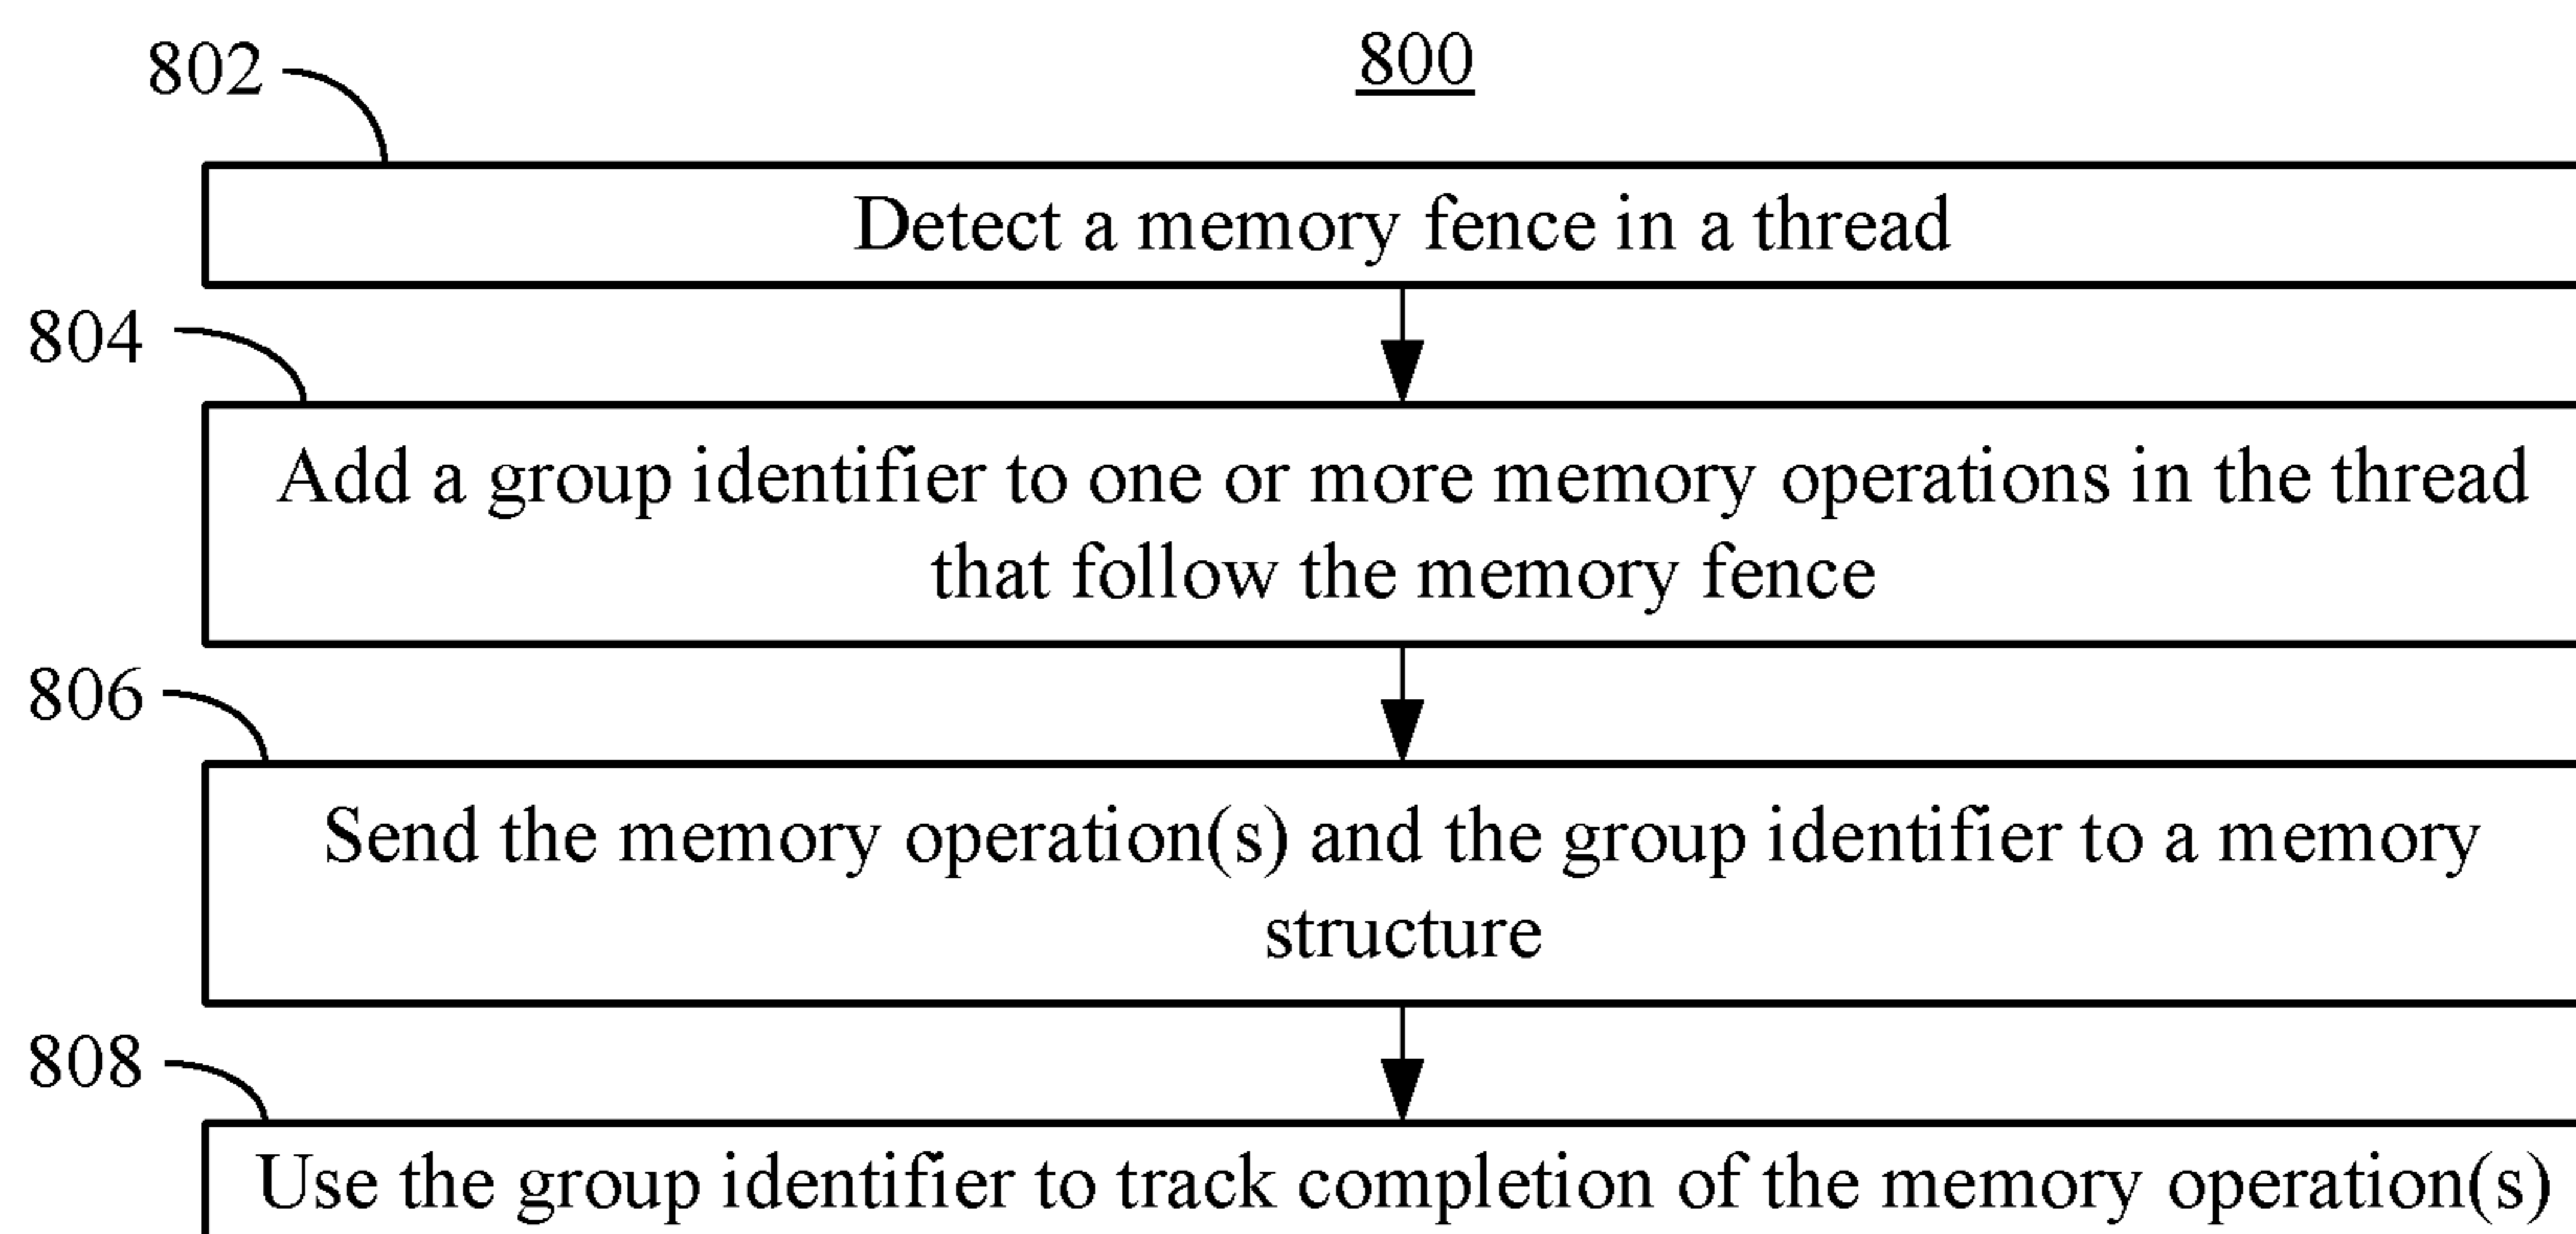 800
802
Detect a memory fence in a thread
804
Add a group identifier to one or more memory operations in the thread
that follow the memory fence
806
Send the memory operation(s) and the group identifier to a memory
structure
808
Use the group identifier to track completion of the memory operation(s)